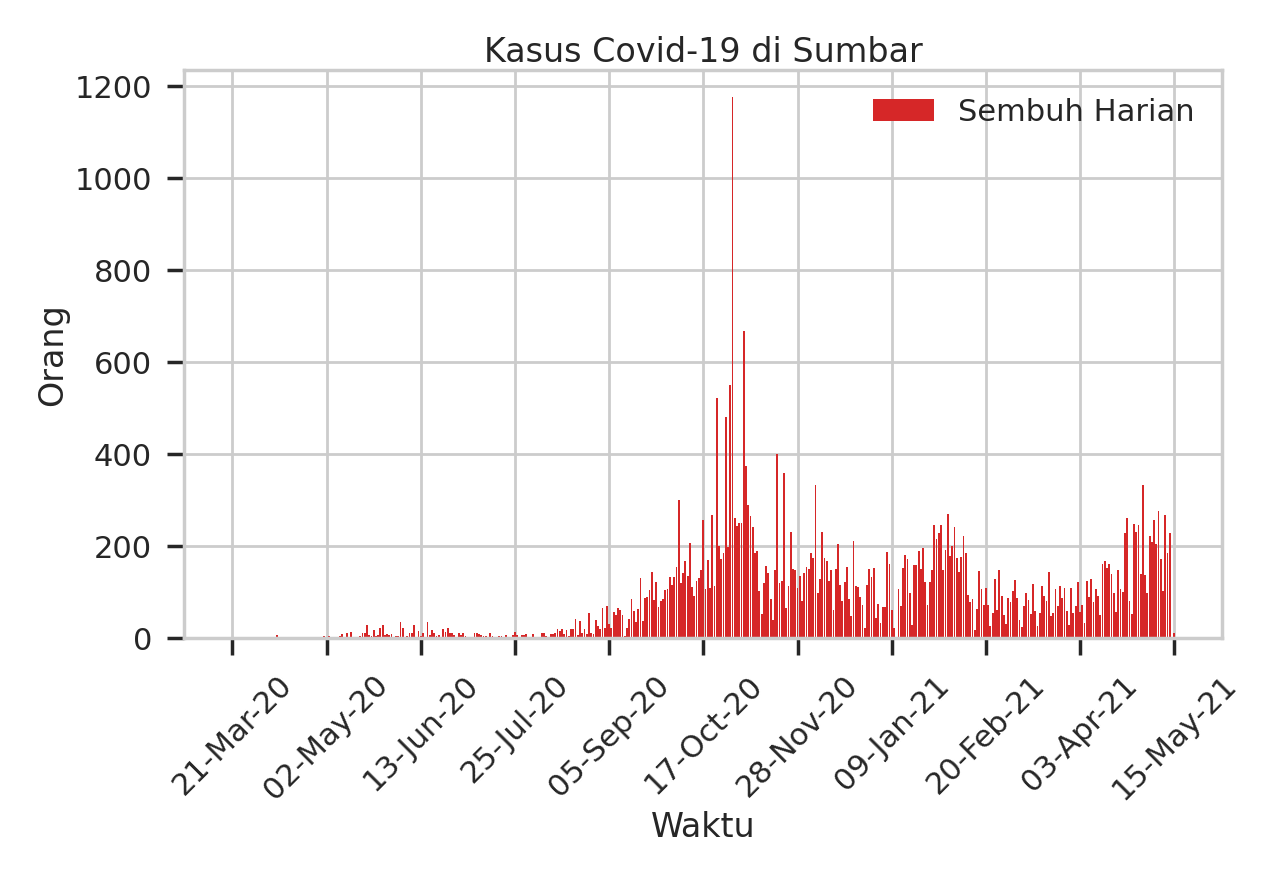 Kasus Covid-19 di Sumbar
Sembuh Harian
Orang
1200
1000
800
600
400
200
0
21-Mar-20
02-May-20
13-Jun-20
25-Jul-20
05-Sep-20
17-Oct-20
28-Nov-20
09-Jan-21
20-Feb-21
03-Apr-21
15-May-21
Waktu